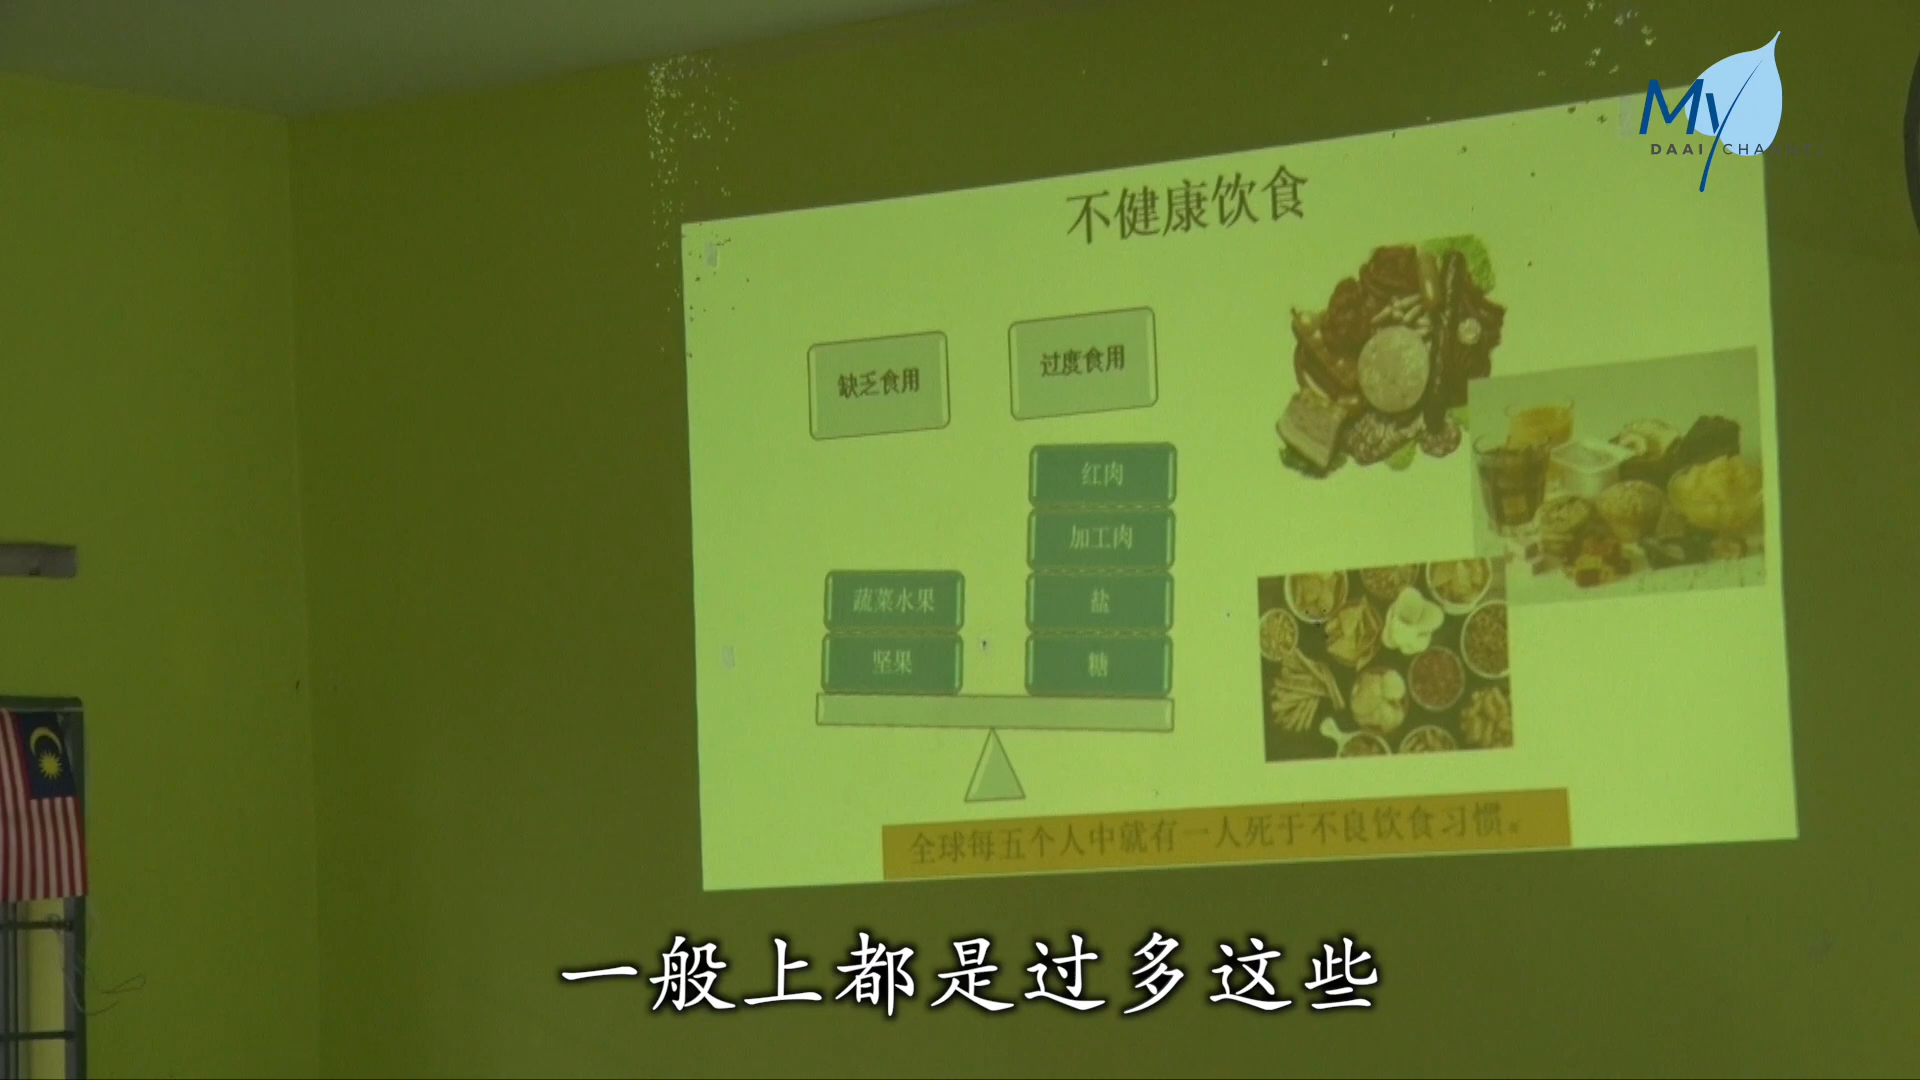 My
DAAI CHANNEL
不健康饮食
缺乏食用
过度食用
红肉
加工肉
蔬菜水果
盐
坚果
糖
全球每五个人中就有一人死于不良饮食习惯。
一般上都是过多这些